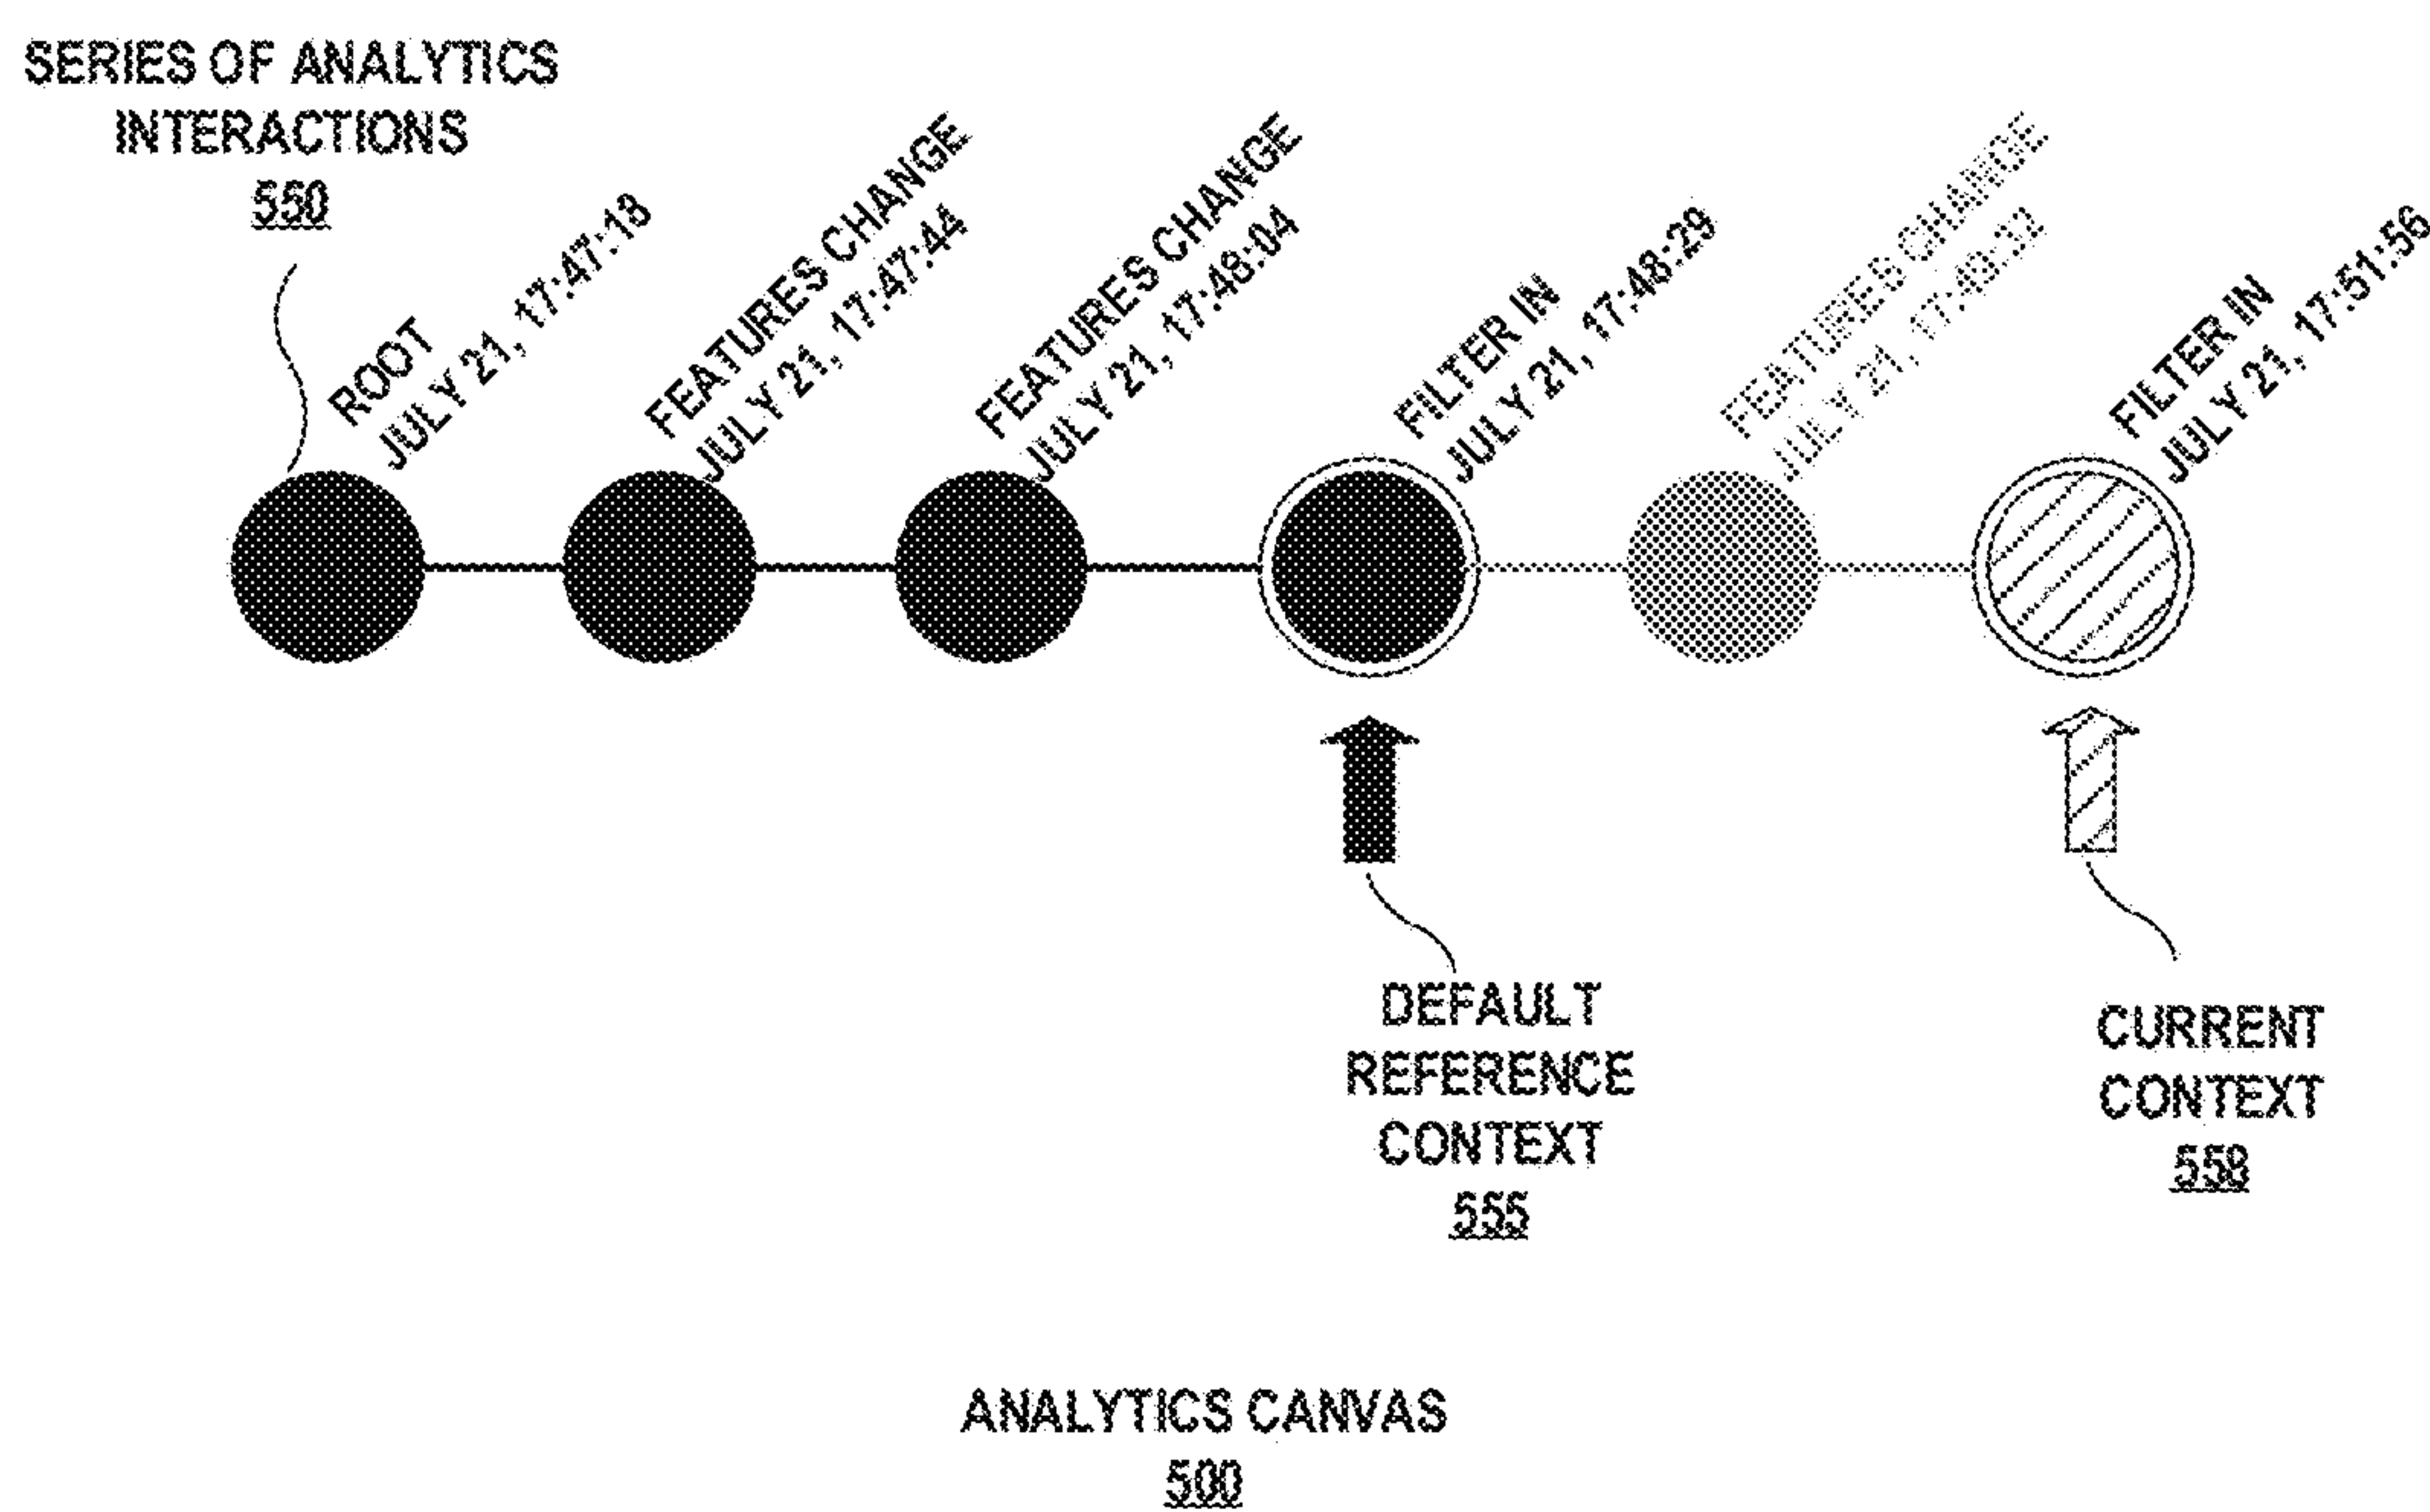 SERIES OF ANALYTICS
INTERACTIONS
550
ROOT
JULY 21, 17:47:18
FEATURES CHANGE
JULY 21, 17:47:44
FEATURES CHANGE
JULY 21, 17:48:04
FILTER IN
JULY 21, 17:48:29
FEATURES CHANGE
JULY 21,
FILTER IN
JULY 21, 17:51:56
DEFAULT
REFERENCE
CONTEXT
555
CURRENT
CONTEXT
558
ANALYTICS CANVAS
500